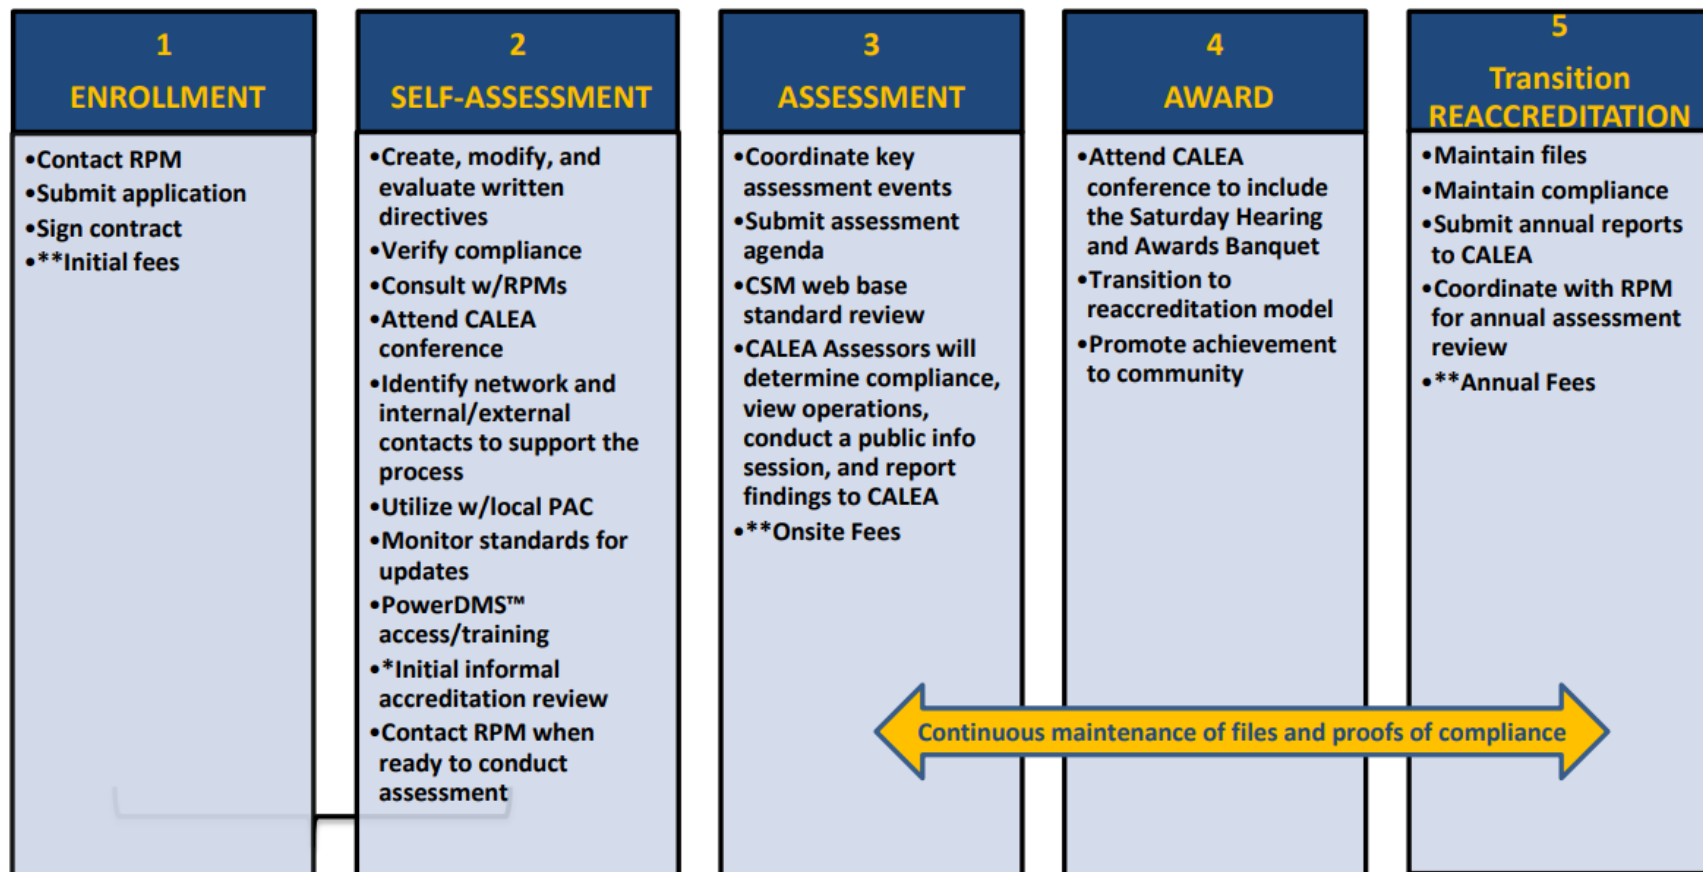 1
ENROLLMENT
•Contact RPM
•Submit application
•Sign contract
•**Initial fees
2
SELF-ASSESSMENT
•Create, modify, and
evaluate written
directives
•Verify compliance
•Consult w/RPMs
•Attend CALEA
conference
•Identify network and
internal/external
contacts to support the
process
•Utilize w/local PAC
•Monitor standards for
updates
•PowerDMS™
access/training
•*Initial informal
accreditation review
•Contact RPM when
ready to conduct
assessment
3
ASSESSMENT
•Coordinate key
assessment events
•Submit assessment
agenda
•CSM web base
standard review
•CALEA Assessors will
determine compliance,
view operations,
conduct a public info
session, and report
findings to CALEA
•**Onsite Fees
4
AWARD
•Attend CALEA
conference to include
the Saturday Hearing
and Awards Banquet
•Transition to
reaccreditation model
•Promote achievement
to community
5
Transition
REACCREDITATION
•Maintain files
•Maintain compliance
•Submit annual reports
to CALEA
•Coordinate with RPM
for annual assessment
review
•**Annual Fees
Continuous maintenance of files and proofs of compliance